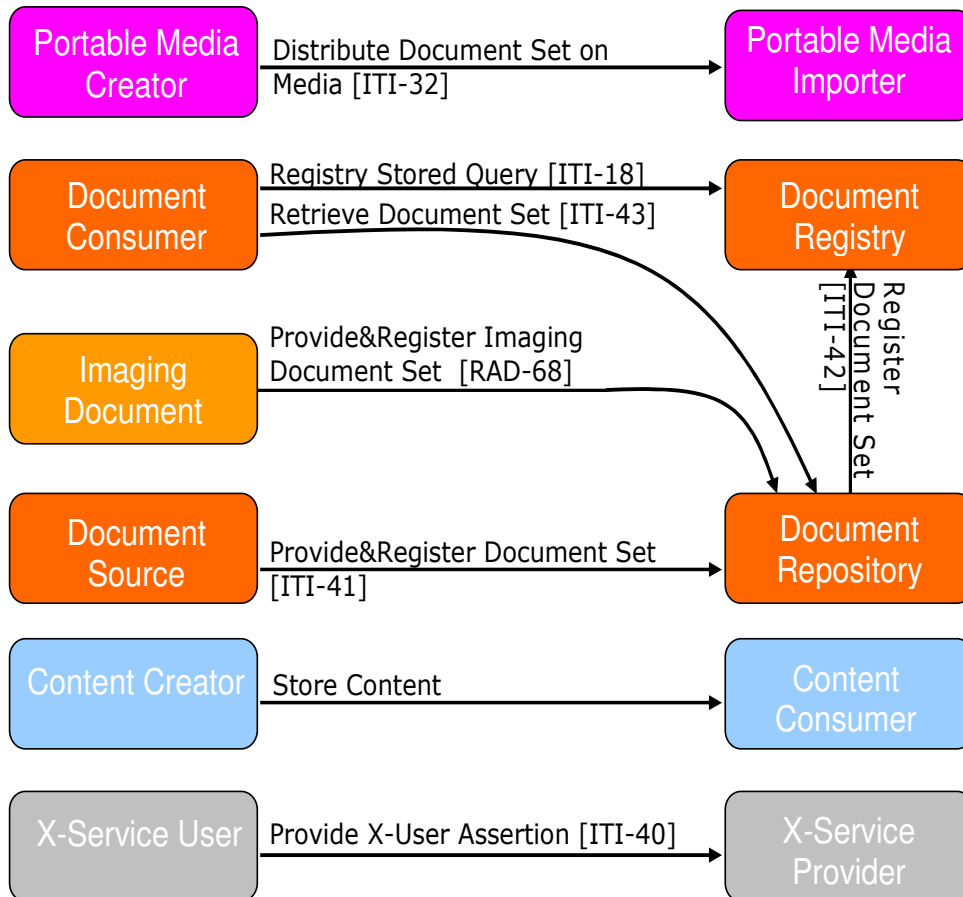 Portable Media
Creator
Distribute Document Set on
Media [ITI-32]
Portable Media
Importer
Document
Consumer
Registry Stored Query [ITI-18]
Retrieve Document Set [ITI-43]
Document
Registry
Register
Document Set
[ITI-42]
Imaging
Document
Provide&Register Imaging
Document Set [RAD-68]
Document
Source
Provide&Register Document Set
[ITI-41]
Document
Repository
Content Creator
Store Content
Content
Consumer
X-Service User
Provide X-User Assertion [ITI-40]
X-Service
Provider